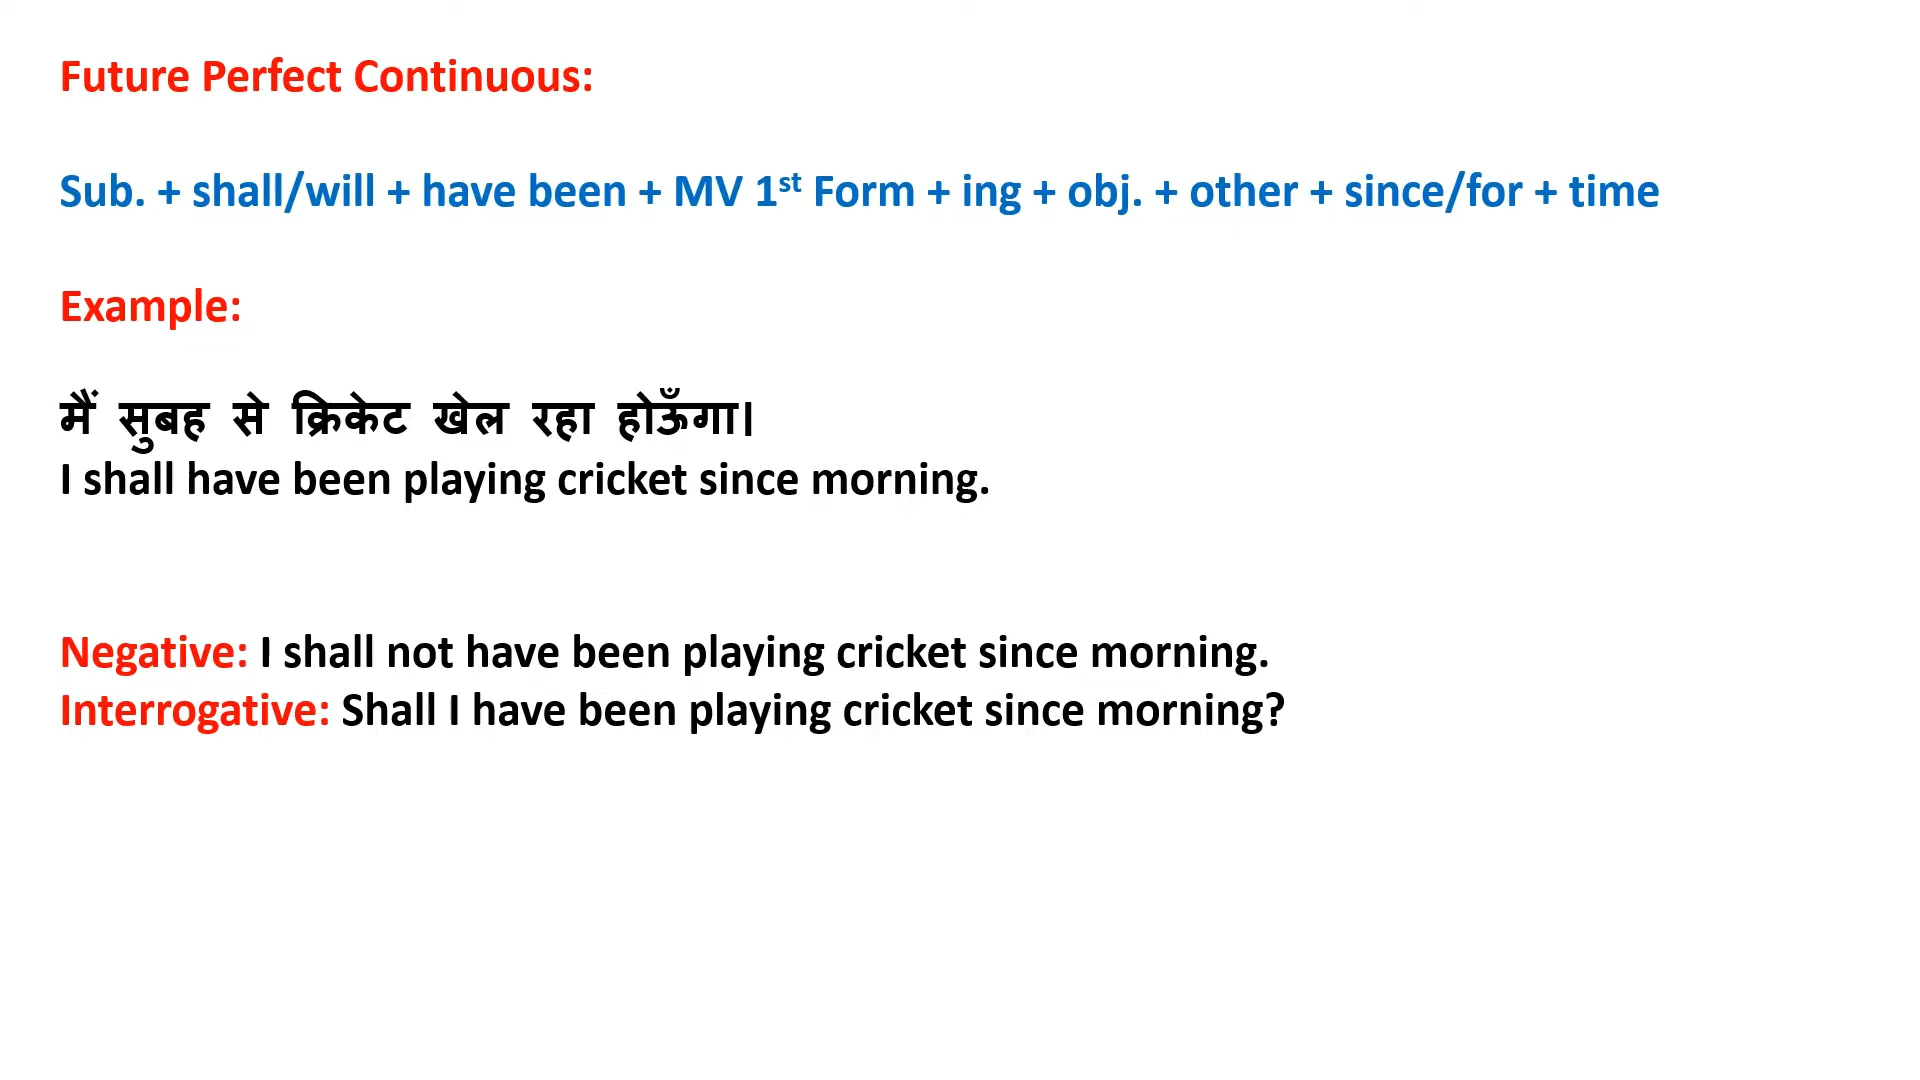 Future Perfect Continuous:
Sub. + shall/will + have been + MV 1st Form + ing + obj. + other + since/for + time
Example:
मैं सुबह से क्रिकेट खेल रहा होऊँगा।
I shall have been playing cricket since morning.
Negative: I shall not have been playing cricket since morning.
Interrogative: Shall I have been playing cricket since morning?